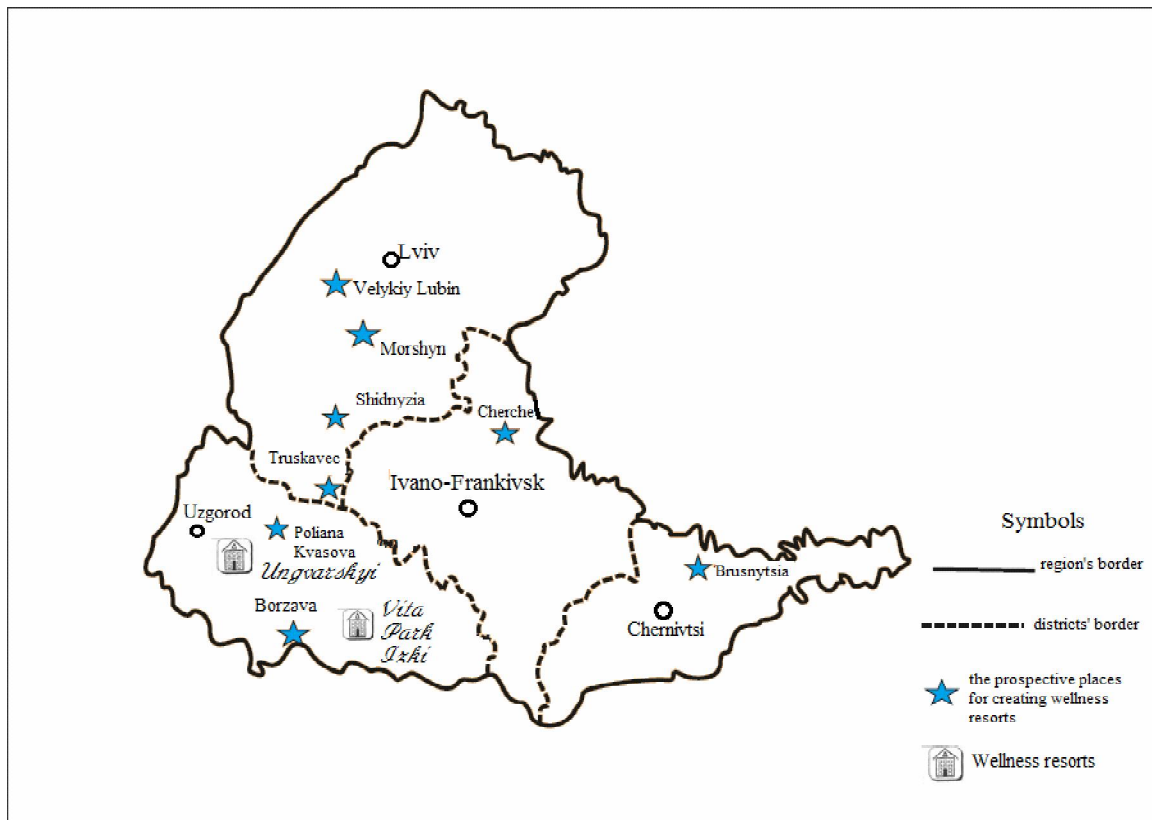 Lviv
Velykiy Lubin
Morshyn
Shidnyzia
Cherche
Truskavec
Ivano-Frankivsk
Uzgorod
Poliana
Kvasova
Ungvarskyi
Borzava
Vita
Park
Izki
Brusnytsia
Chernivtsi
Symbols
region's border
districts' border
the prospective places
for creating wellness
resorts
Wellness resorts